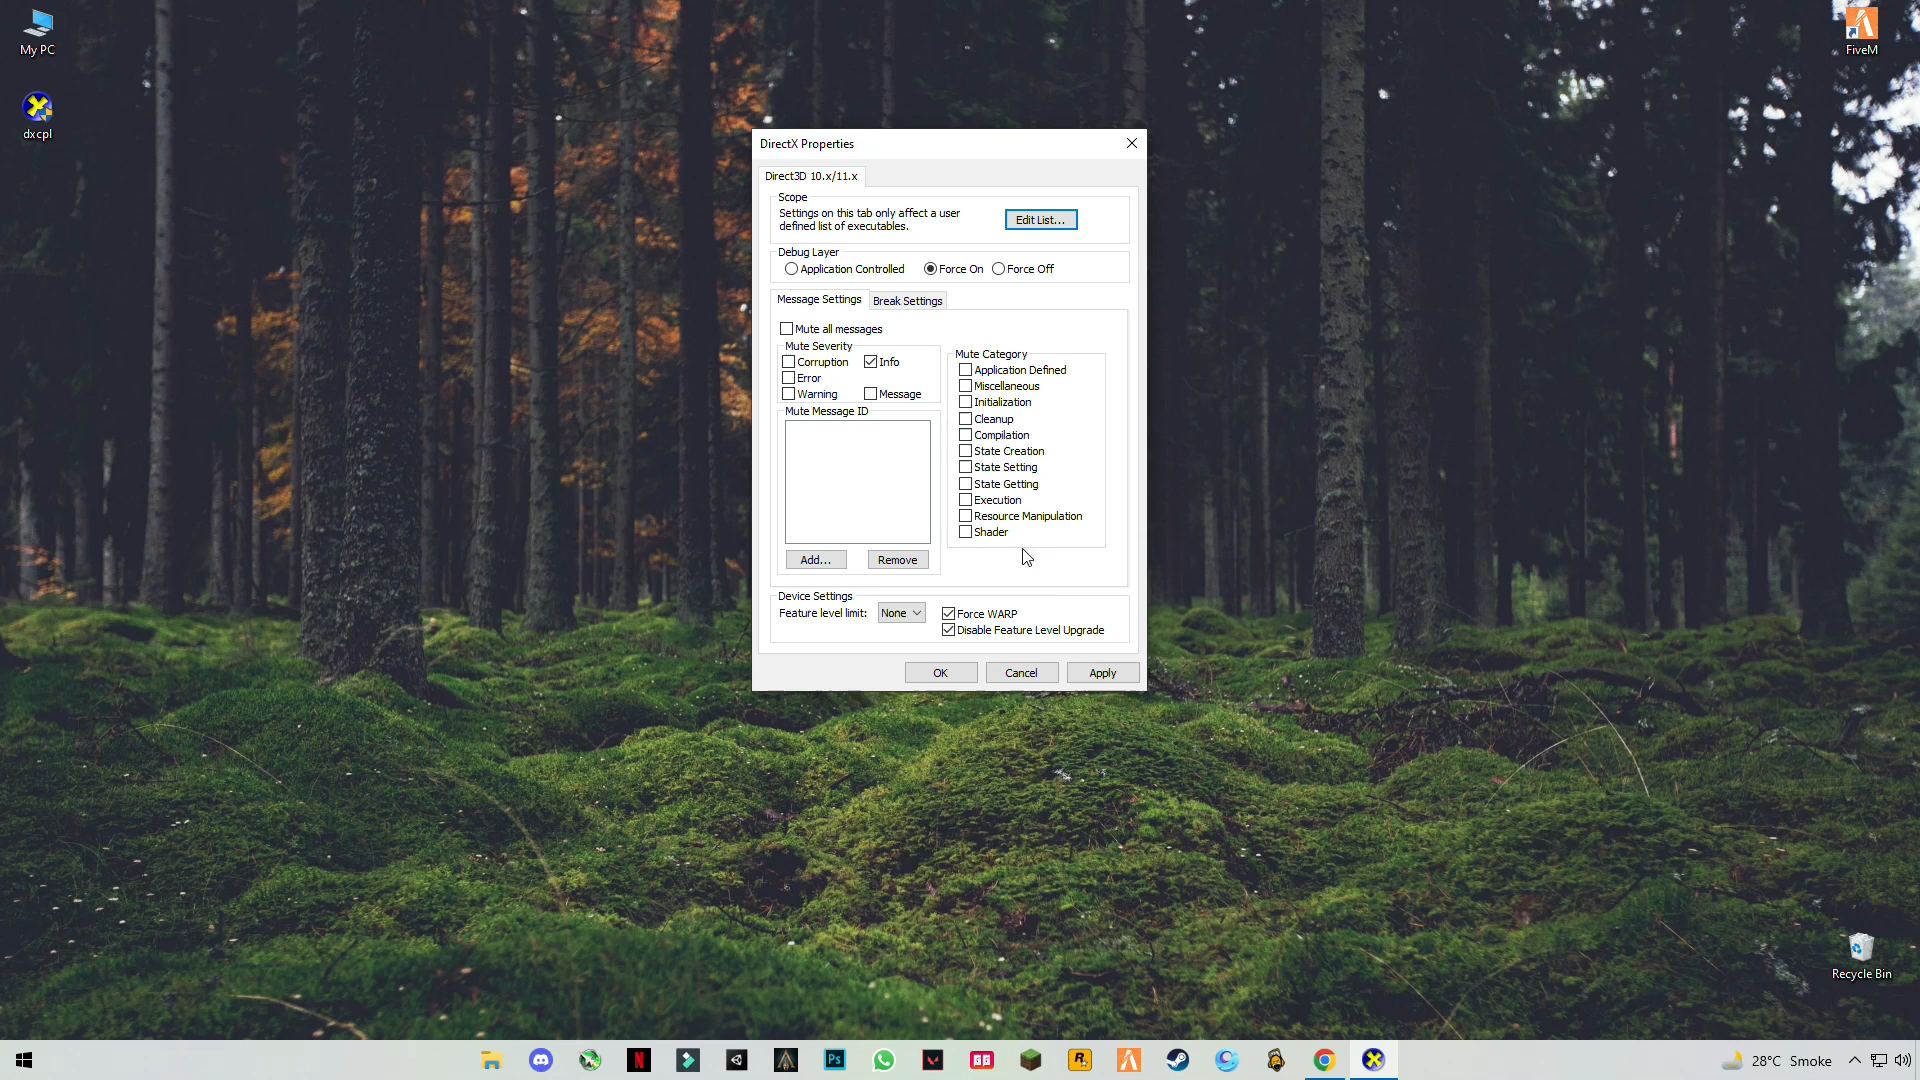 My PC
dxcpl
FiveM
DirectX Properties
Direct3D 10.x/11.x
Scope
Settings on this tab only affect a user
defined list of executables.
Edit List...
Debug Layer
Application Controlled
Force On
Force Off
Message Settings
Break Settings
Mute all messages
Mute Severity
Corruption
Info
Error
Warning
Message
Mute Message ID
Add...
Remove
Mute Category
Application Defined
Miscellaneous
Initialization
Cleanup
Compilation
State Creation
State Setting
State Getting
Execution
Resource Manipulation
Shader
Device Settings
Feature level limit:
None
Force WARP
Disable Feature Level Upgrade
OK
Cancel
Apply
Recycle Bin
N
Ps
GG
R
28°C Smoke